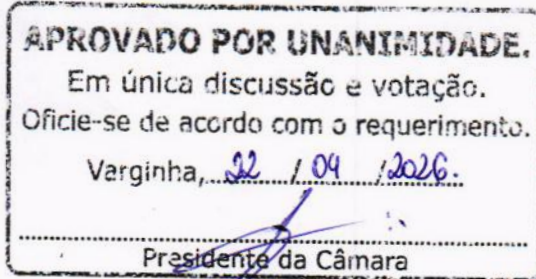 APROVADO POR UNANIMIDADE.
Em única discussão e votação.
Oficie-se de acordo com o requerimento.
Varginha, 22 / 04 / 2026.
Presidente da Câmara